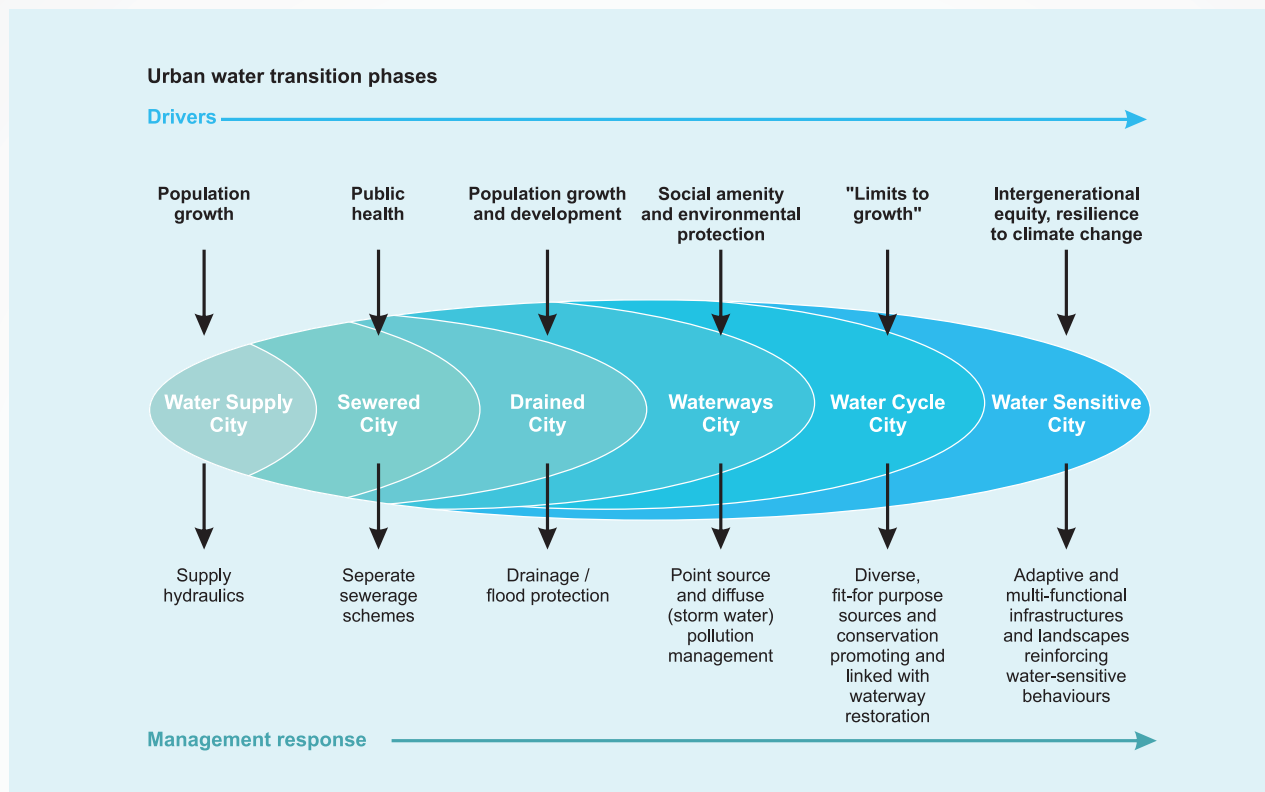 Urban water transition phases
Drivers
Population
growth
Public
health
Population growth
and development
Social amenity
and environmental
protection
"Limits to
growth"
Intergenerational
equity, resilience
to climate change
Water Supply
City
Sewered
City
Drained
City
Waterways
City
Water Cycle
City
Water Sensitive
City
Supply
hydraulics
Seperate
sewerage
schemes
Drainage /
flood protection
Point source
and diffuse
(storm water)
pollution
management
Diverse,
fit-for purpose
sources and
conservation
promoting and
linked with
waterway
restoration
Adaptive and
multi-functional
infrastructures
and landscapes
reinforcing
water-sensitive
behaviours
Management response